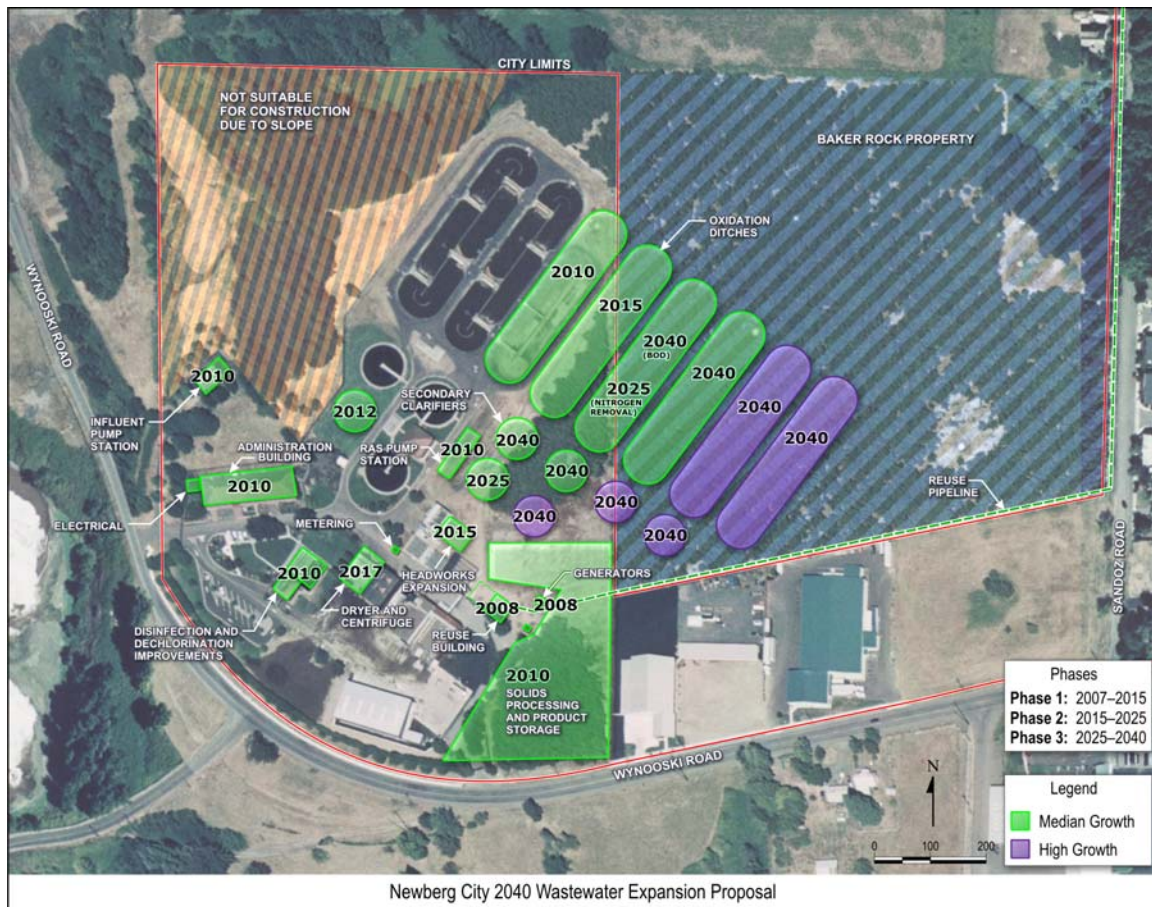 CITY LIMITS
NOT SUITABLE
FOR CONSTRUCTION
DUE TO SLOPE
BAKER ROCK PROPERTY
OXIDATION
DITCHES
WYNOOSKI ROAD
2010
2015
2040
(BOD)
2025
(NITROGEN
REMOVAL)
2040
2040
2040
2010
INFLUENT
PUMP
STATION
2012
SECONDARY
CLARIFIERS
2040
2010
RAS PUMP
STATION
2025
2040
2040
2040
2040
ADMINISTRATION
BUILDING
2010
ELECTRICAL
REUSE
PIPELINE
SANDOZ ROAD
METERING
2015
HEADWORKS
EXPANSION
2010
2017
DRYER AND
CENTRIFUGE
DISINFECTION AND
DECHLORINATION
IMPROVEMENTS
GENERATORS
2008
2008
REUSE
BUILDING
2010
SOLIDS
PROCESSING
AND PRODUCT
STORAGE
WYNOOSKI ROAD
Phases
Phase 1: 2007–2015
Phase 2: 2015–2025
Phase 3: 2025–2040
N
0 100 200
Legend
Median Growth
High Growth
Newberg City 2040 Wastewater Expansion Proposal